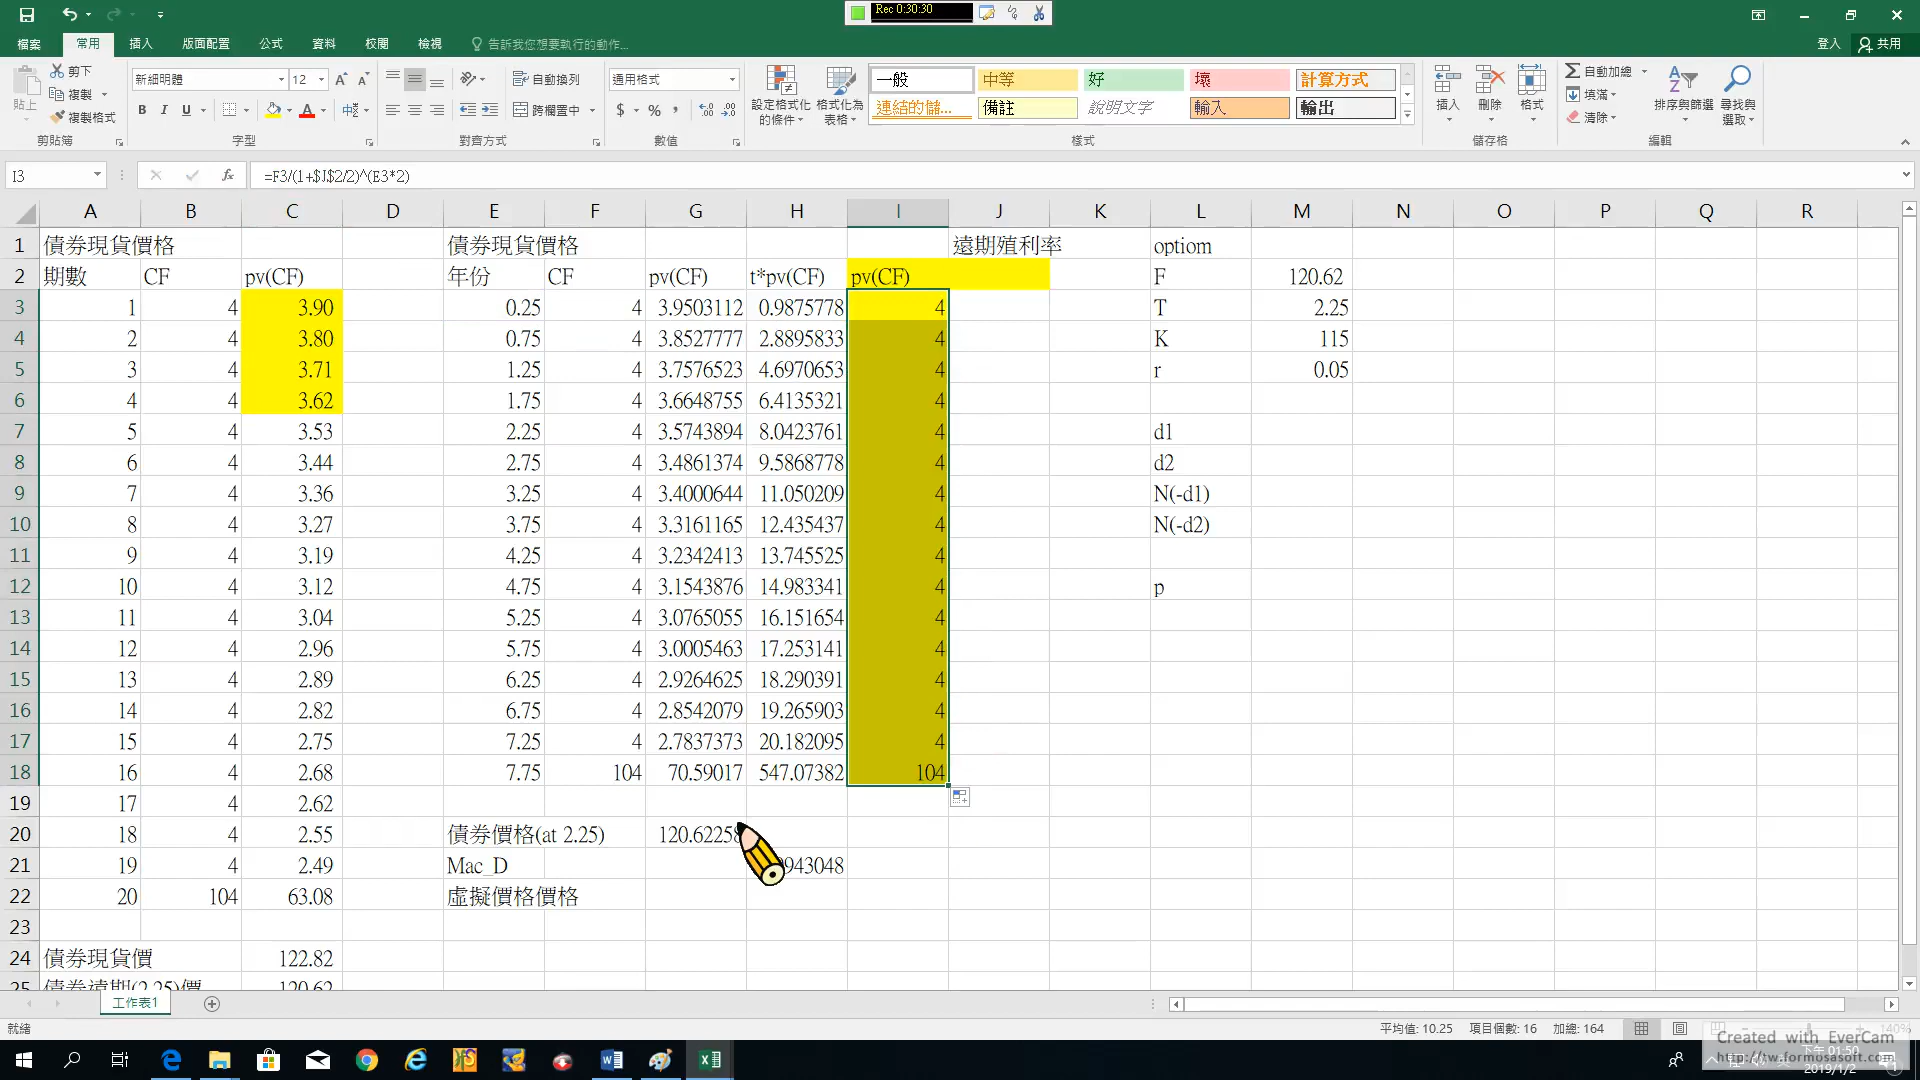 Rec 0:30:30
檔案 常用 插入 版面配置 公式 資料 校閱 檢視 告訴我您想要執行的動作... 登入 共用
貼上 剪下 複製 複製格式 剪貼簿
新細明體 12 B I U 字型
自動換列 跨欄置中 對齊方式
通用格式 $ % , 數值
設定格式化的條件 格式化為表格
一般 中等 好 壞 計算方式
連結的儲... 備註 說明文字 輸入 輸出
樣式
插入 刪除 格式 儲存格
自動加總 填滿 清除 排序與篩選 尋找與選取 編輯
I3 fx =F3/(1+$J$2/2)^(E3*2)
A B C D E F G H I J K L M N O P Q R
1 債券現貨價格 債券現貨價格 遠期殖利率 optiom
2 期數 CF pv(CF) 年份 CF pv(CF) t*pv(CF) pv(CF) F 120.62
3 1 4 3.90 0.25 4 3.9503112 0.9875778 4 T 2.25
4 2 4 3.80 0.75 4 3.8527777 2.8895833 4 K 115
5 3 4 3.71 1.25 4 3.7576523 4.6970653 4 r 0.05
6 4 4 3.62 1.75 4 3.6648755 6.4135321 4
7 5 4 3.53 2.25 4 3.5743894 8.0423761 4 d1
8 6 4 3.44 2.75 4 3.4861374 9.5868778 4 d2
9 7 4 3.36 3.25 4 3.4000644 11.050209 4 N(-d1)
10 8 4 3.27 3.75 4 3.3161165 12.435437 4 N(-d2)
11 9 4 3.19 4.25 4 3.2342413 13.745525 4
12 10 4 3.12 4.75 4 3.1543876 14.983341 4 p
13 11 4 3.04 5.25 4 3.0765055 16.151654 4
14 12 4 2.96 5.75 4 3.0005463 17.253141 4
15 13 4 2.89 6.25 4 2.9264625 18.290391 4
16 14 4 2.82 6.75 4 2.8542079 19.265903 4
17 15 4 2.75 7.25 4 2.7837373 20.182095 4
18 16 4 2.68 7.75 104 70.59017 547.07382 104
19 17 4 2.62
20 18 4 2.55 債券價格(at 2.25) 120.62258
21 19 4 2.49 Mac_D 943048
22 20 104 63.08 虛擬價格價格
23
24 債券現貨價 122.82
25 債券遠期(2.25)價 120.62
工作表1
就緒 平均值: 10.25 項目個數: 16 加總: 164 140%
Created with EverCam
http://tw.formosasoft.com
下午 01:50
2019/1/2